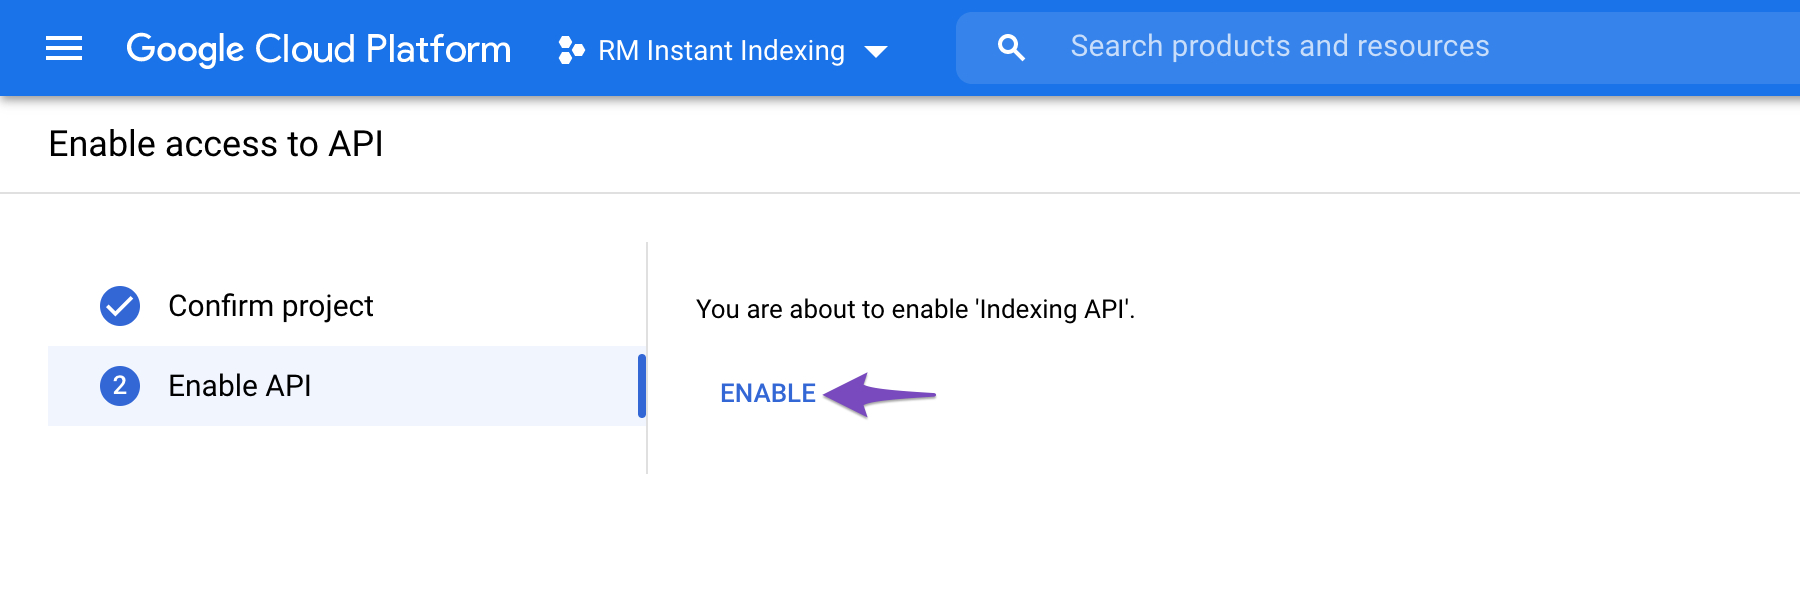 Google Cloud Platform
RM Instant Indexing
Search products and resources
Enable access to API
Confirm project
2 Enable API
You are about to enable 'Indexing API'.
ENABLE